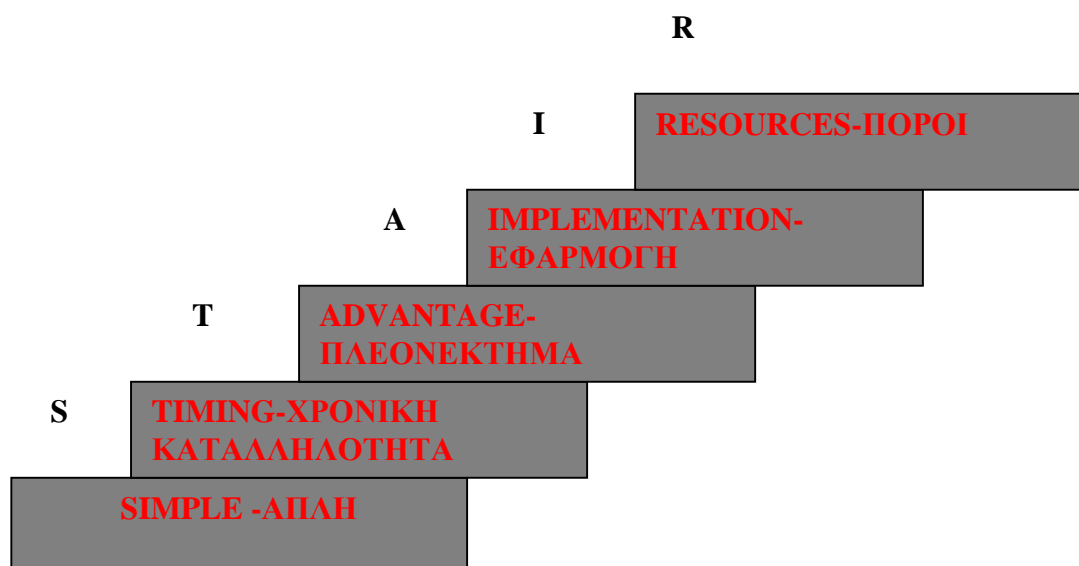 R
I
RESOURCES-ΠΟΡΟΙ
A
IMPLEMENTATION-
ΕΦΑΡΜΟΓΗ
T
ADVANTAGE-
ΠΛΕΟΝΕΚΤΗΜΑ
S
TIMING-ΧΡΟΝΙΚΗ
ΚΑΤΑΛΛΗΛΟΤΗΤΑ
SIMPLE -ΑΠΛΗ